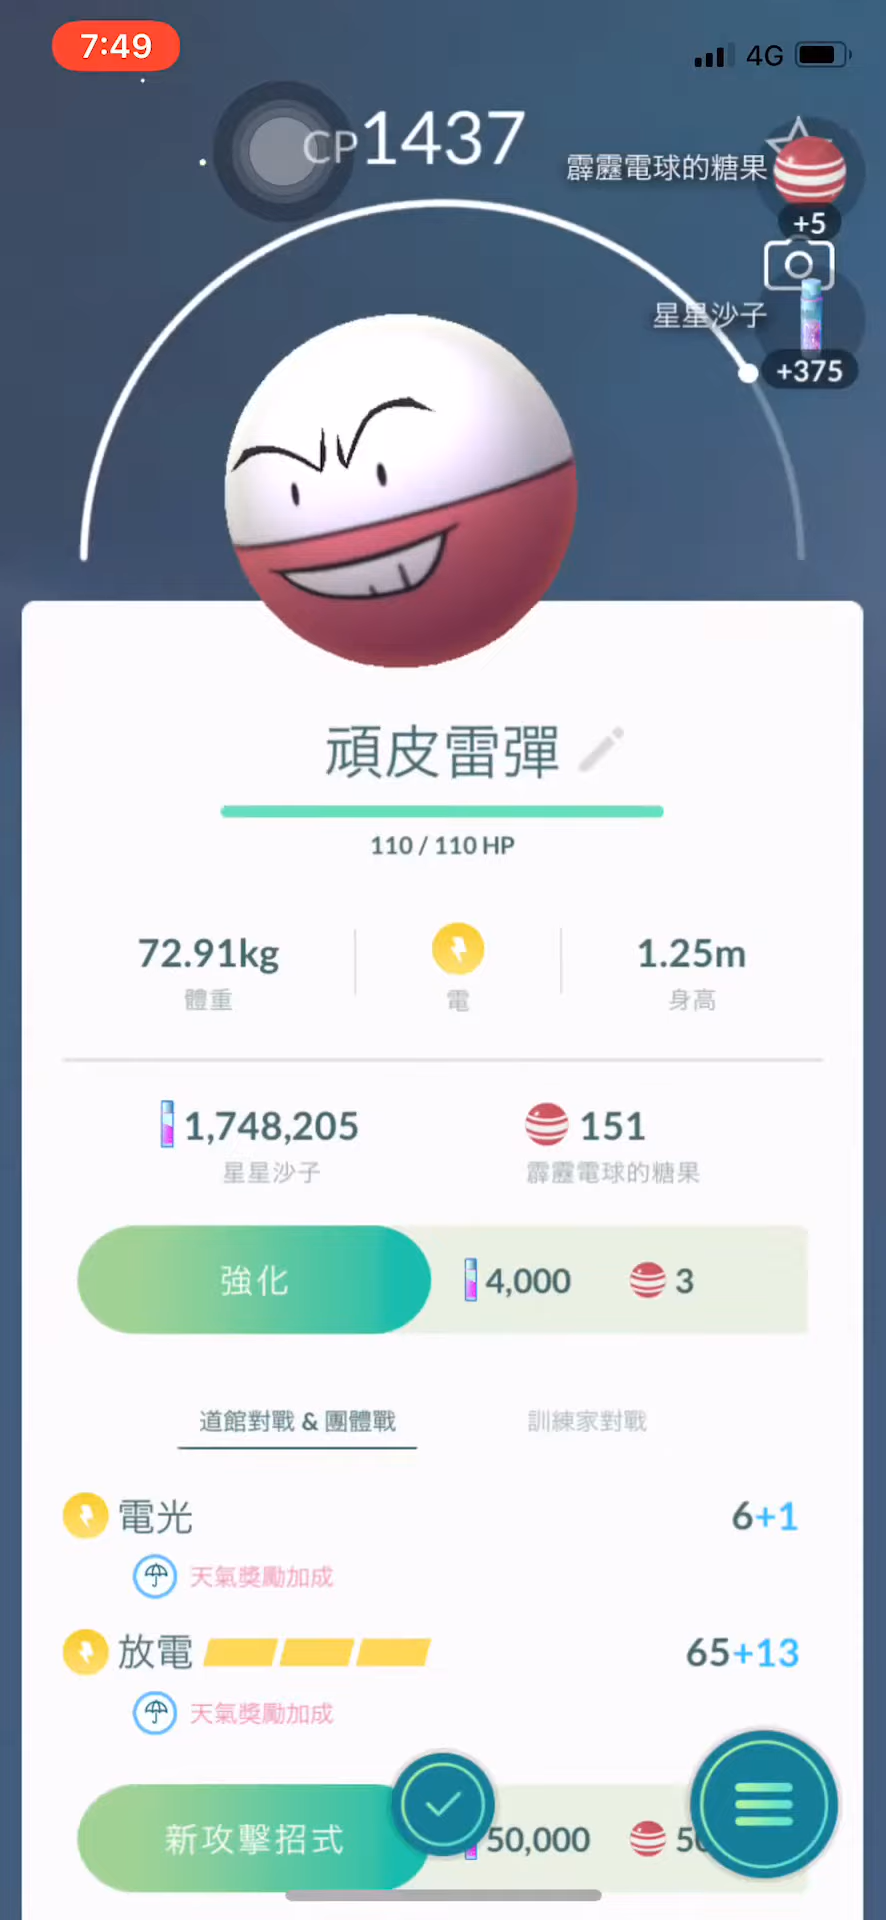 7:49
4G
CP1437
霹靂電球的糖果
+5
星星沙子
+375
頑皮雷彈
110 / 110 HP
72.91kg
1.25m
體重
電
身高
1,748,205
151
星星沙子
霹靂電球的糖果
強化
4,000
3
道館對戰 & 團體戰
訓練家對戰
電光
6+1
天氣獎勵加成
放電
65+13
天氣獎勵加成
新攻擊招式
50,000